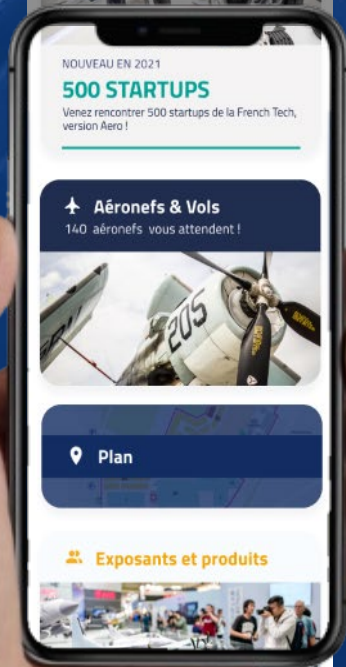 NOUVEAU EN 2021
500 STARTUPS
Venez rencontrer 500 startups de la French Tech,
version Aero !
Aéronefs & Vols
140 aéronefs vous attendent !
205
Plan
Exposants et produits